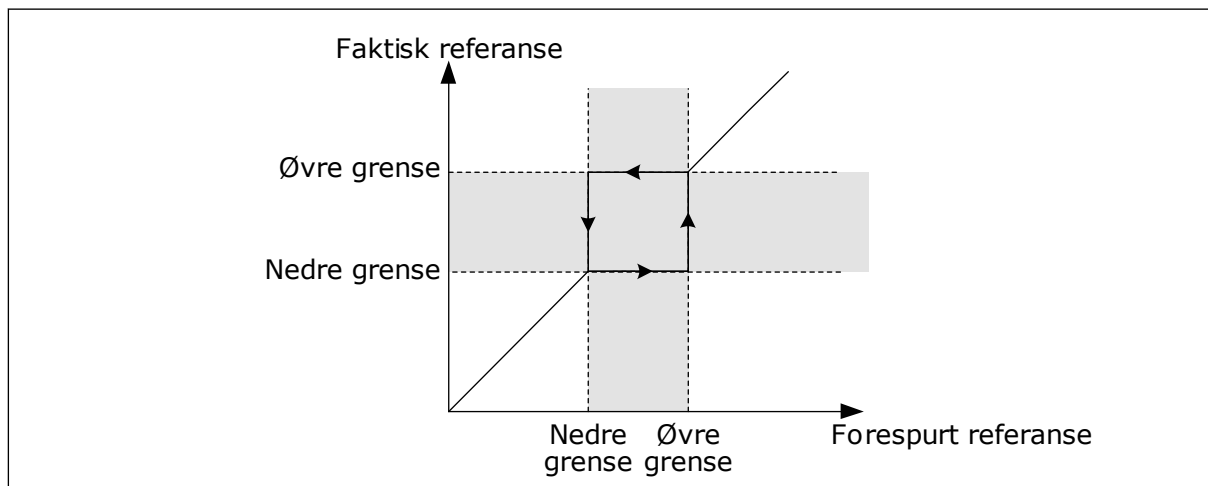 Faktisk referanse
Øvre grense
Nedre grense
Nedre
grense
Øvre
grense
Forespurt referanse